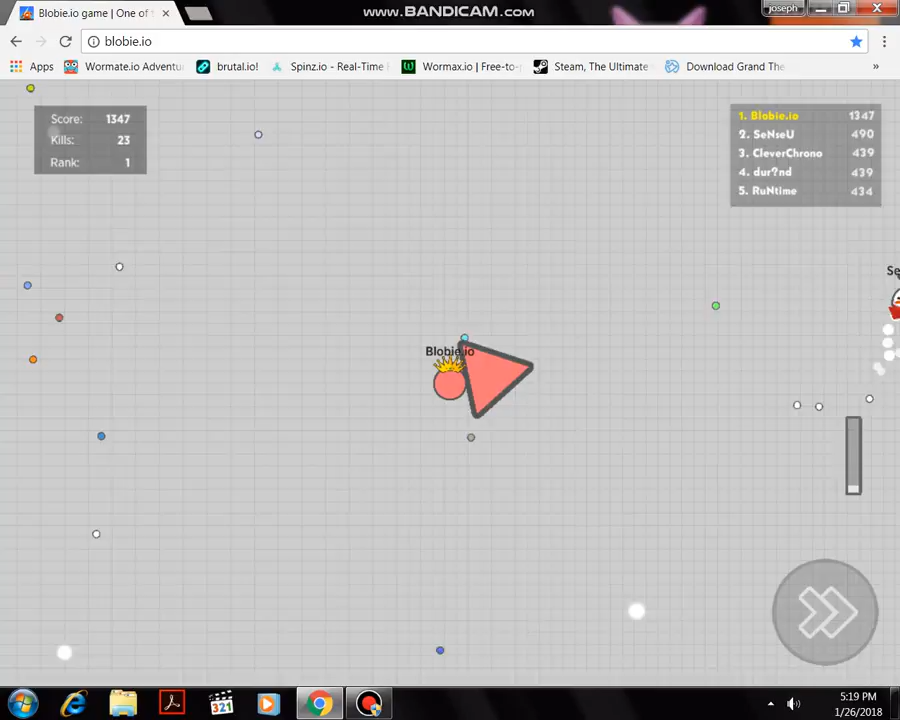 www.BANDICAM.com
joseph
Blobie.io game | One of
blobie.io
Apps
Wormate.io Adventu
brutal.io!
Spinz.io - Real-Time
Wormax.io | Free-to-p
Steam, The Ultimate
Download Grand The
Score: 1347
Kills: 23
Rank: 1
1. Blobie.io 1347
2. SeNseU 490
3. CleverChrono 439
4. dur?nd 439
5. RuNtime 434
Se
Blobie.io
321
5:19 PM
1/26/2018